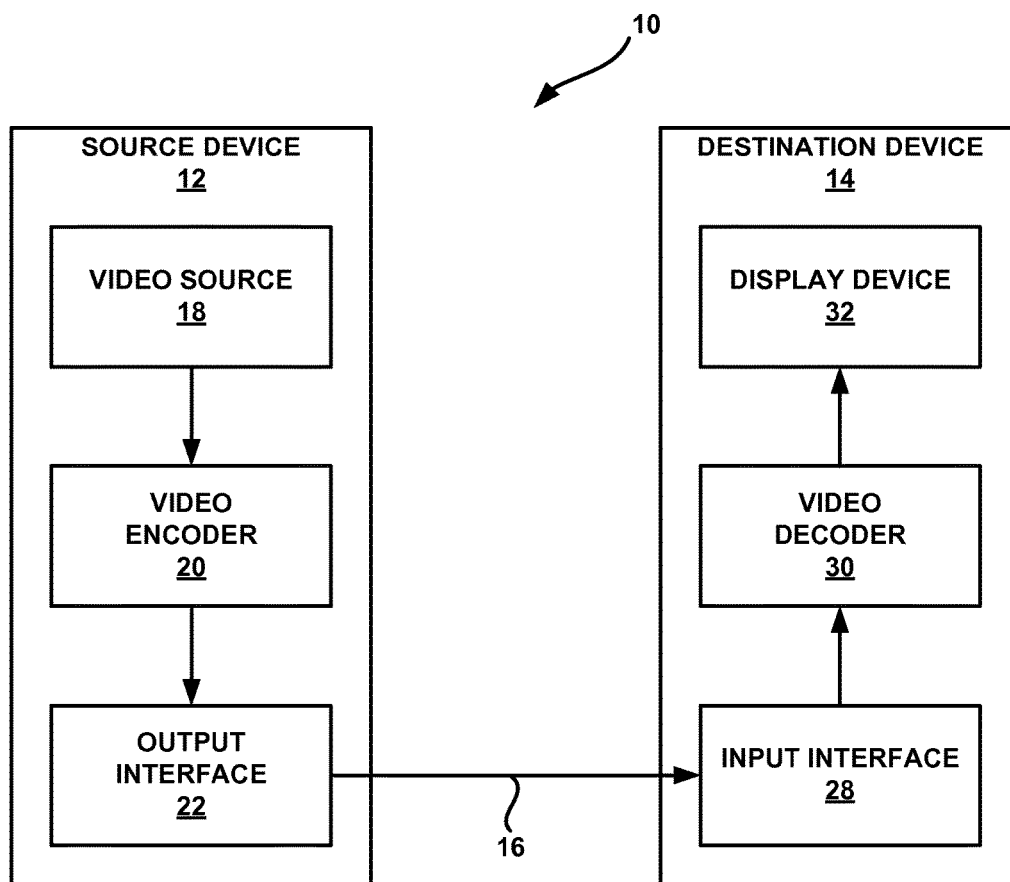 10
SOURCE DEVICE
12
VIDEO SOURCE
18
VIDEO
ENCODER
20
OUTPUT
INTERFACE
22
16
DESTINATION DEVICE
14
DISPLAY DEVICE
32
VIDEO
DECODER
30
INPUT INTERFACE
28